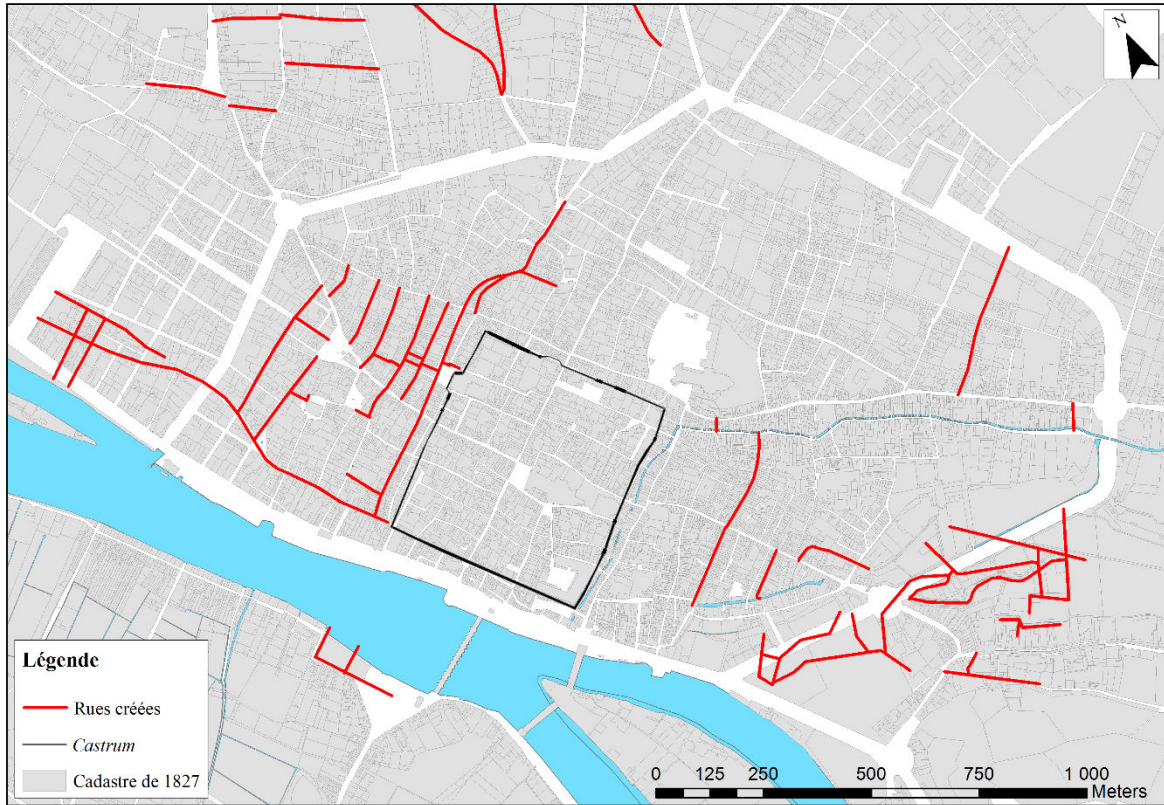 N
Légende
Rues créées
Castrum
Cadastre de 1827
0 125 250 500 750 1 000
Meters